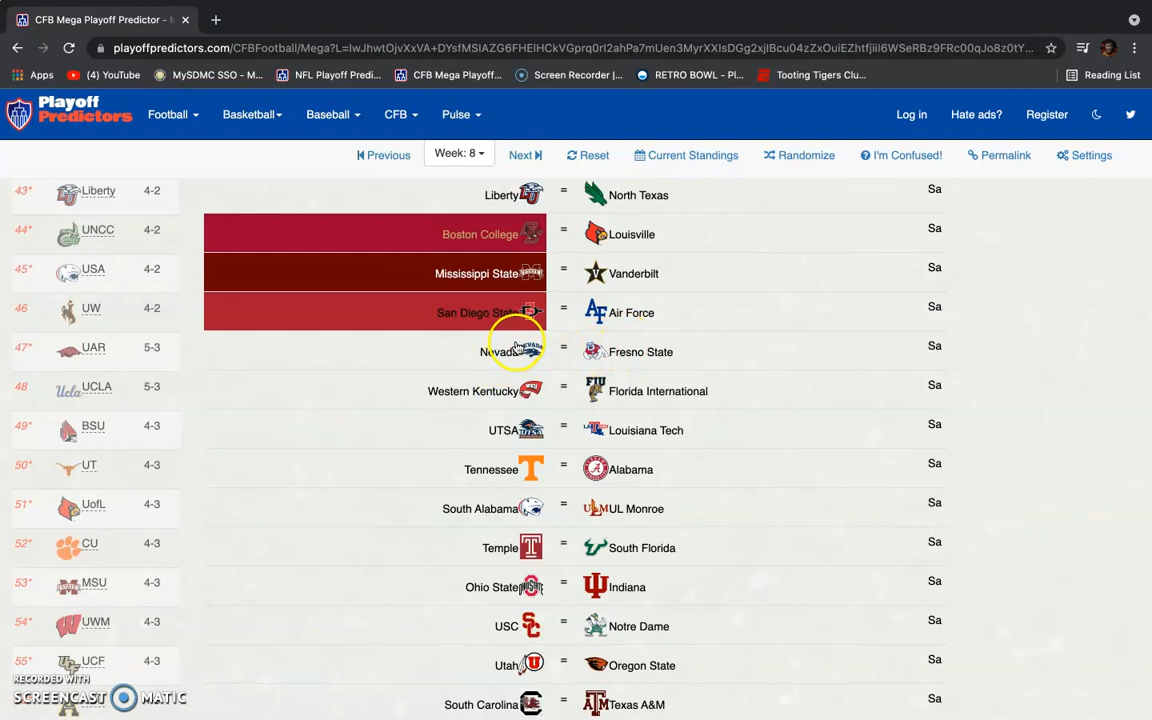 CFB Mega Playoff Predictor -
playoffpredictors.com/CFBFootball/Mega?L=IwJhwtOjvXxVA+DYsfMSIAZG6FHElHCkVGprq0rI2ahPa7mUen3MyrXXIsDGg2xjlBcu04zZxOuiEZhtfjiiI6WSeRBz9FRc00qJo8z0t7Y...
Apps (4) YouTube MySDMC SSO - M... NFL Playoff Predi... CFB Mega Playoff... Screen Recorder |... RETRO BOWL - Pl... Tooting Tigers Clu... Reading List
Playoff Predictors Football Basketball Baseball CFB Pulse Log in Hate ads? Register
Previous Week: 8 Next Reset Current Standings Randomize I'm Confused! Permalink Settings
43* Liberty 4-2 Liberty = North Texas Sa
44* UNCC 4-2 Boston College = Louisville Sa
45* USA 4-2 Mississippi State = Vanderbilt Sa
46 UW 4-2 San Diego State = Air Force Sa
47* UAR 5-3 Nevada = Fresno State Sa
48 UCLA 5-3 Western Kentucky = Florida International Sa
49* BSU 4-3 UTSA = Louisiana Tech Sa
50* UT 4-3 Tennessee = Alabama Sa
51* UofL 4-3 South Alabama = UL Monroe Sa
52* CU 4-3 Temple = South Florida Sa
53* MSU 4-3 Ohio State = Indiana Sa
54* UWM 4-3 USC = Notre Dame Sa
55* UCF 4-3 Utah = Oregon State Sa
South Carolina = Texas A&M Sa
RECORDED WITH
SCREENCAST MATIC